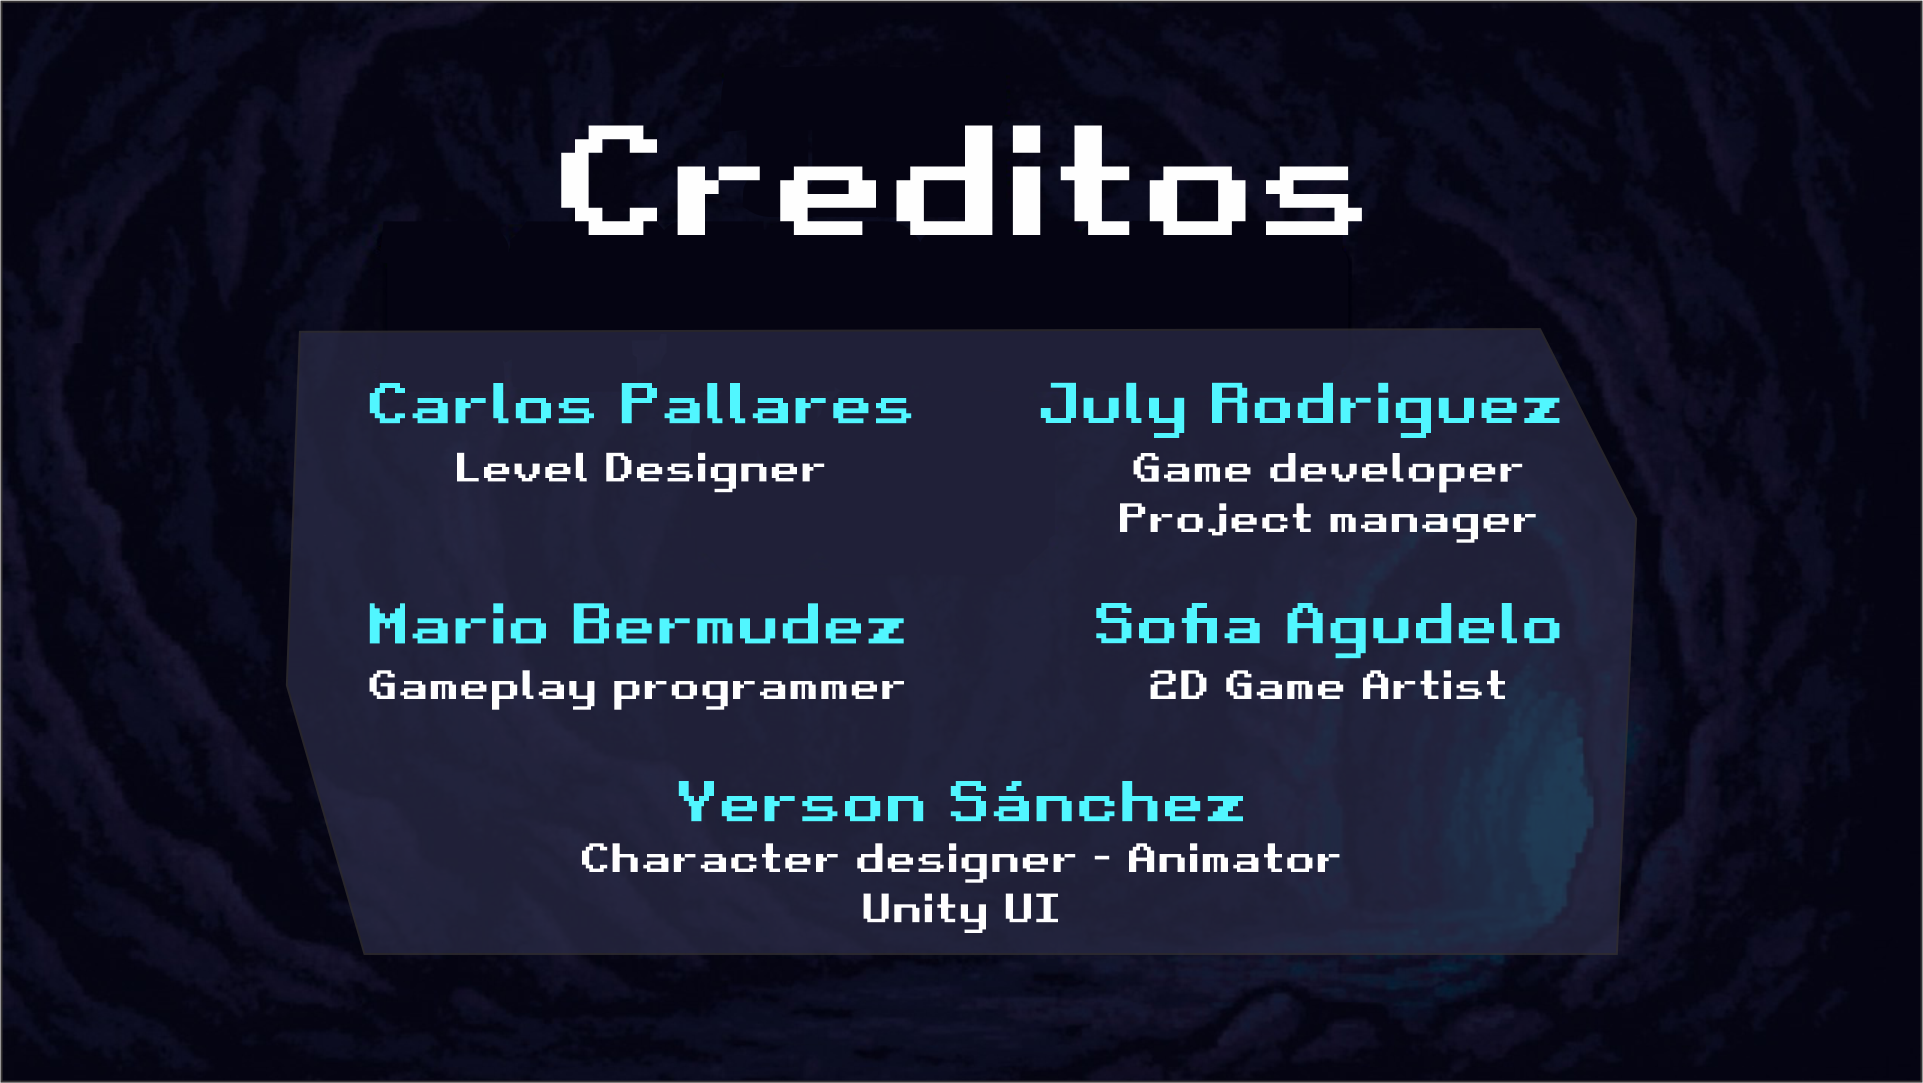 Creditos
Carlos Pallares
Level Designer
July Rodriguez
Game developer
Project manager
Mario Bermudez
Gameplay programmer
Sofia Agudelo
2D Game Artist
Yerson Sánchez
Character designer - Animator
Unity UI